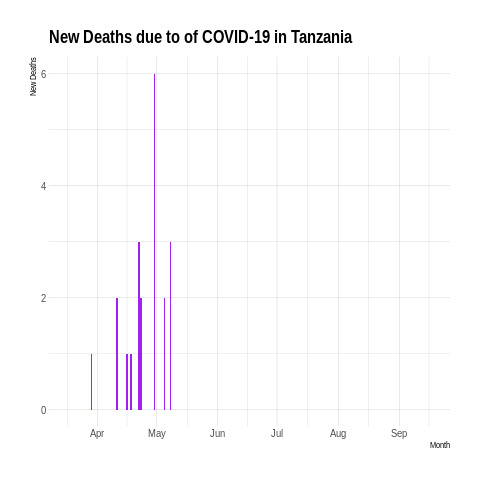 New Deaths due to of COVID-19 in Tanzania
New Deaths
6
4
2
0
Apr May Jun Jul Aug Sep
Month